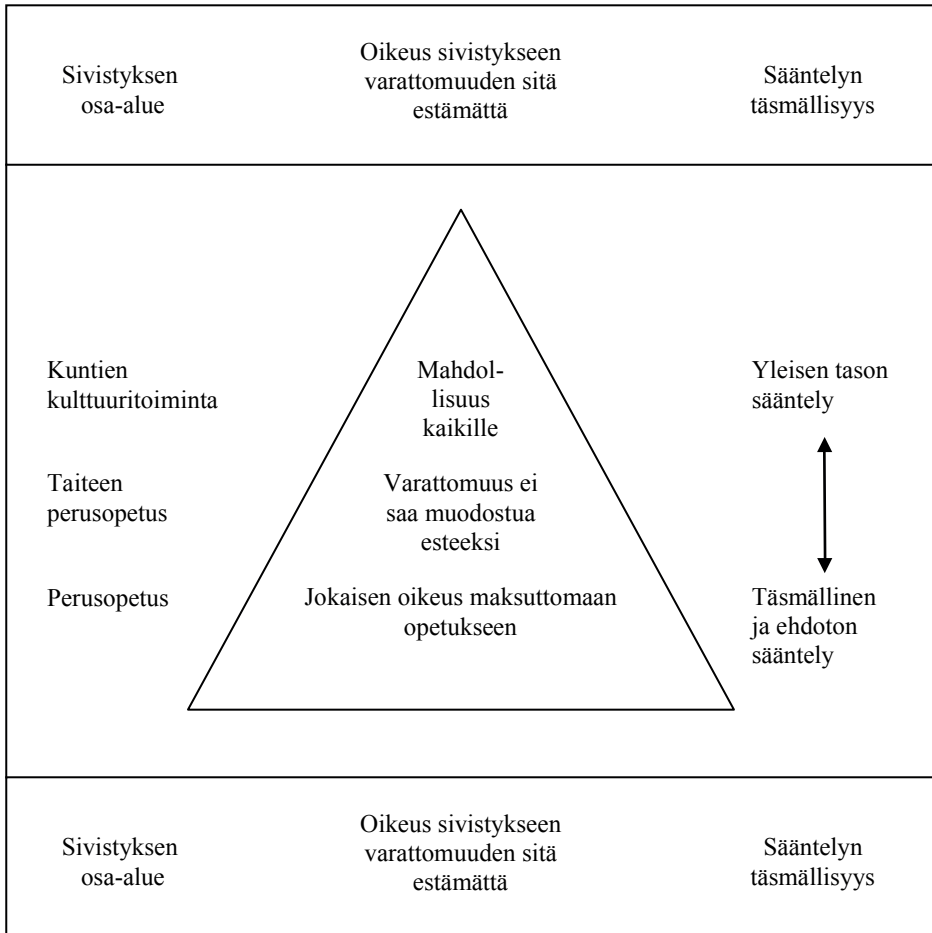 Sivistyksen
osa-alue
Oikeus sivistykseen
varattomuuden sitä
estämättä
Sääntelyn
täsmällisyys
Kuntien
kulttuuritoiminta
Mahdol-
lisuus
kaikille
Yleisen tason
sääntely
Taiteen
perusopetus
Varattomuus ei
saa muodostua
esteeksi
Perusopetus
Jokaisen oikeus maksuttomaan
opetukseen
Täsmällinen
ja ehdoton
sääntely
Sivistyksen
osa-alue
Oikeus sivistykseen
varattomuuden sitä
estämättä
Sääntelyn
täsmällisyys